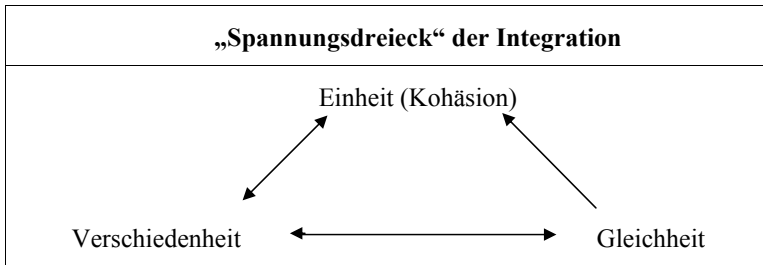 „Spannungsdreieck“ der Integration
Einheit (Kohäsion)
Verschiedenheit Gleichheit